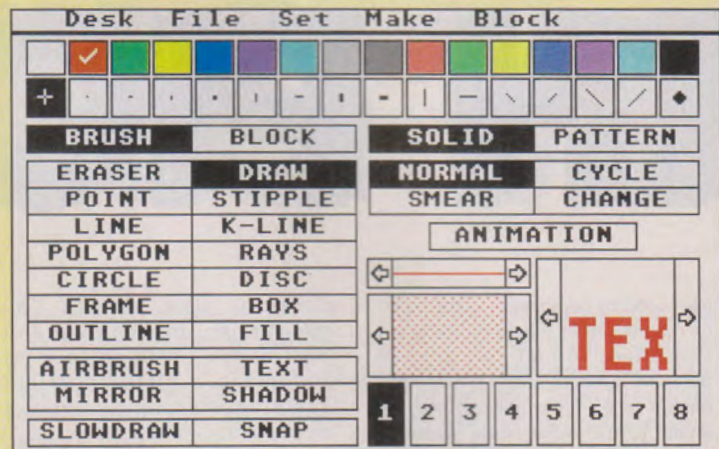 Desk File Set Make Block
BRUSH BLOCK SOLID PATTERN
ERASER DRAW NORMAL CYCLE
POINT STIPPLE SMEAR CHANGE
LINE K-LINE
ANIMATION
POLYGON RAYS
CIRCLE DISC
FRAME BOX
OUTLINE FILL
TEX
AIRBRUSH TEXT
MIRROR SHADOW
1 2 3 4 5 6 7 8
SLOWDRAW SNAP